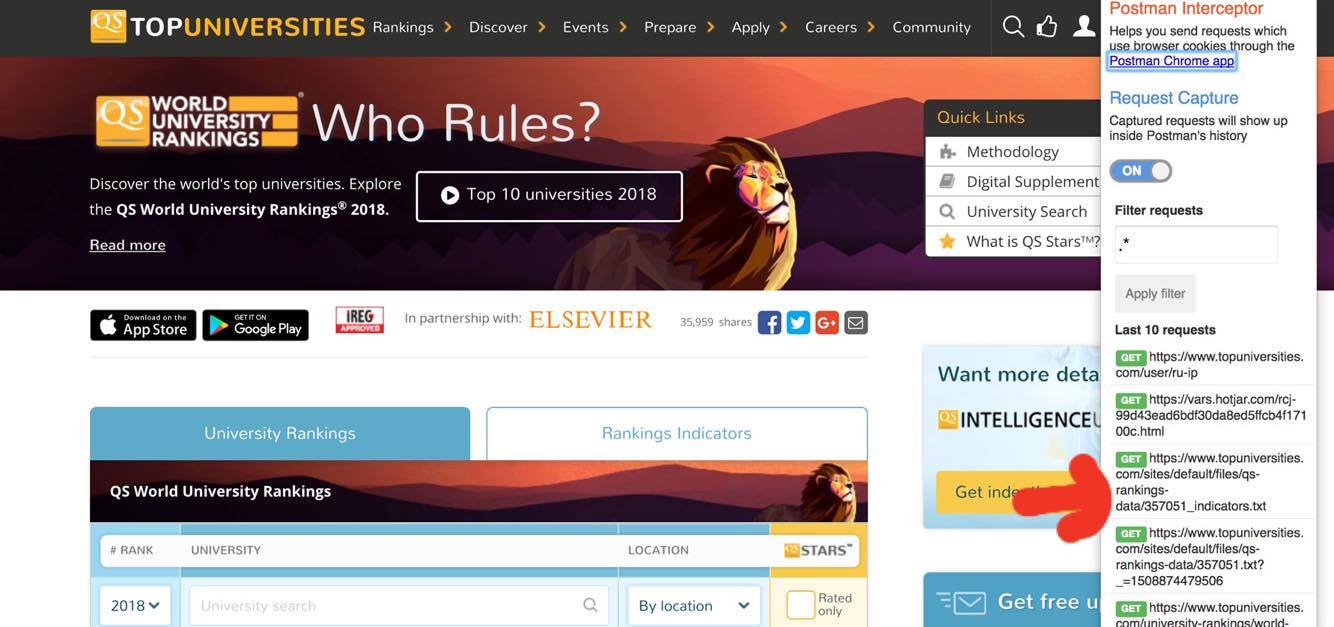 QS TOPUNIVERSITIES
Rankings Discover Events Prepare Apply Careers Community
QS WORLD UNIVERSITY RANKINGS®
Who Rules?
Discover the world's top universities. Explore
the QS World University Rankings® 2018.
Read more
Top 10 universities 2018
Quick Links
Methodology
Digital Supplement
University Search
What is QS Stars™?
Download on the
App Store
GET IT ON
Google Play
IREG
APPROVED
In partnership with: ELSEVIER
35,959 shares
G+
University Rankings
Rankings Indicators
QS World University Rankings
# RANK UNIVERSITY LOCATION QS STARS™
2018 University search By location Rated
only
Want more deta
QS INTELLIGENCEU
Get inde
Get free u
Postman Interceptor
Helps you send requests which
use browser cookies through the
Postman Chrome app
Request Capture
Captured requests will show up
inside Postman's history
ON
Filter requests
.*
Apply filter
Last 10 requests
GET https://www.topuniversities.
com/user/ru-ip
GET https://vars.hotjar.com/rcj-
99d43ead6bdf30da8ed5ffcb4f171
00c.html
GET https://www.topuniversities.
com/sites/default/files/qs-
rankings-
data/357051_indicators.txt
GET https://www.topuniversities.
com/sites/default/files/qs-
rankings-data/357051.txt?
_=1508874479506
GET https://www.topuniversities.
com/university-rankings/world-